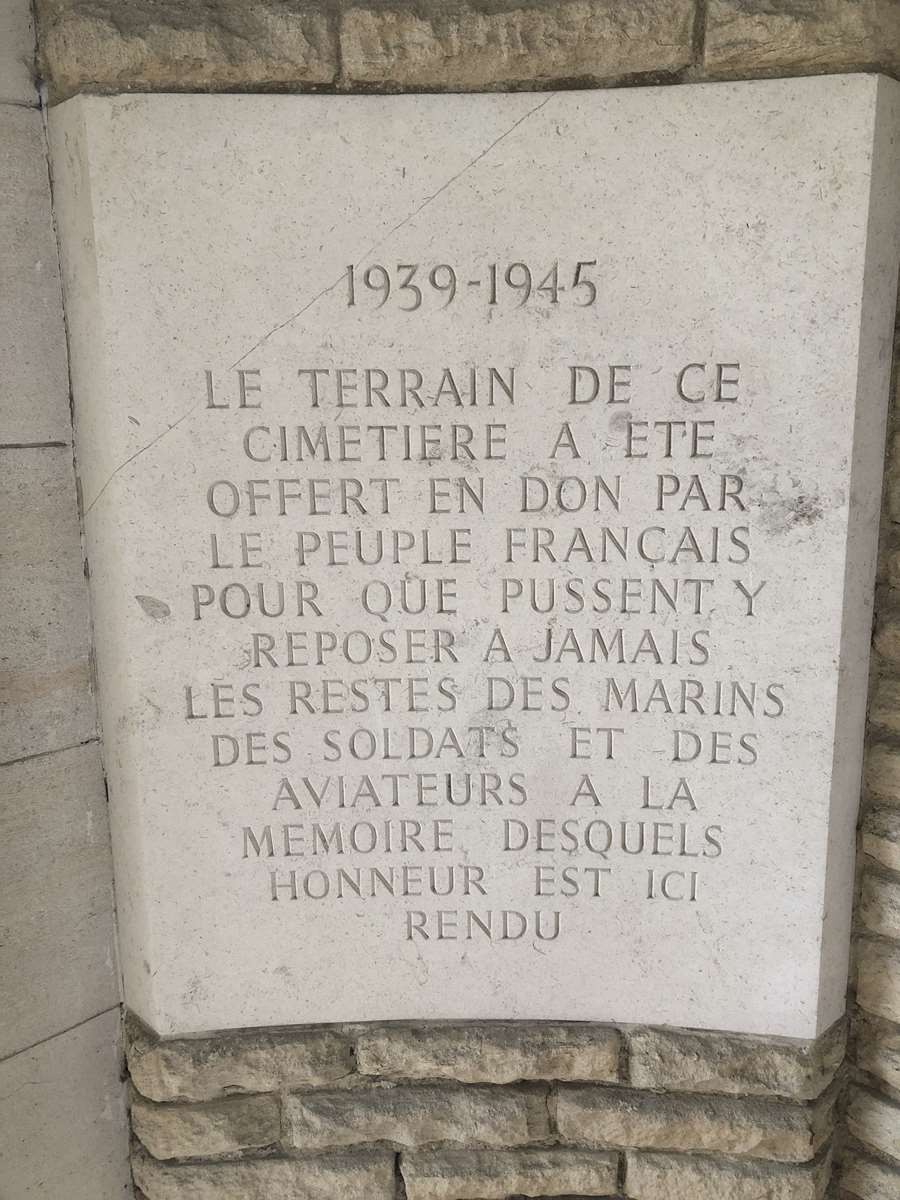 1939-1945
LE TERRAIN DE CE
CIMETIERE A ETE
OFFERT EN DON PAR
LE PEUPLE FRANÇAIS
POUR QUE PUSSENT Y
REPOSER A JAMAIS
LES RESTES DES MARINS
DES SOLDATS ET DES
AVIATEURS A LA
MEMOIRE DESQUELS
HONNEUR EST ICI
RENDU